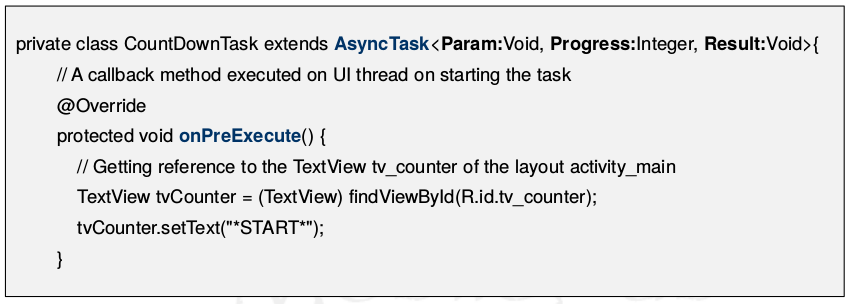 private class CountDownTask extends AsyncTask<Param:Void, Progress:Integer, Result:Void>{
// A callback method executed on UI thread on starting the task
@Override
protected void onPreExecute() {
// Getting reference to the TextView tv_counter of the layout activity_main
TextView tvCounter = (TextView) findViewById(R.id.tv_counter);
tvCounter.setText("*START*");
}